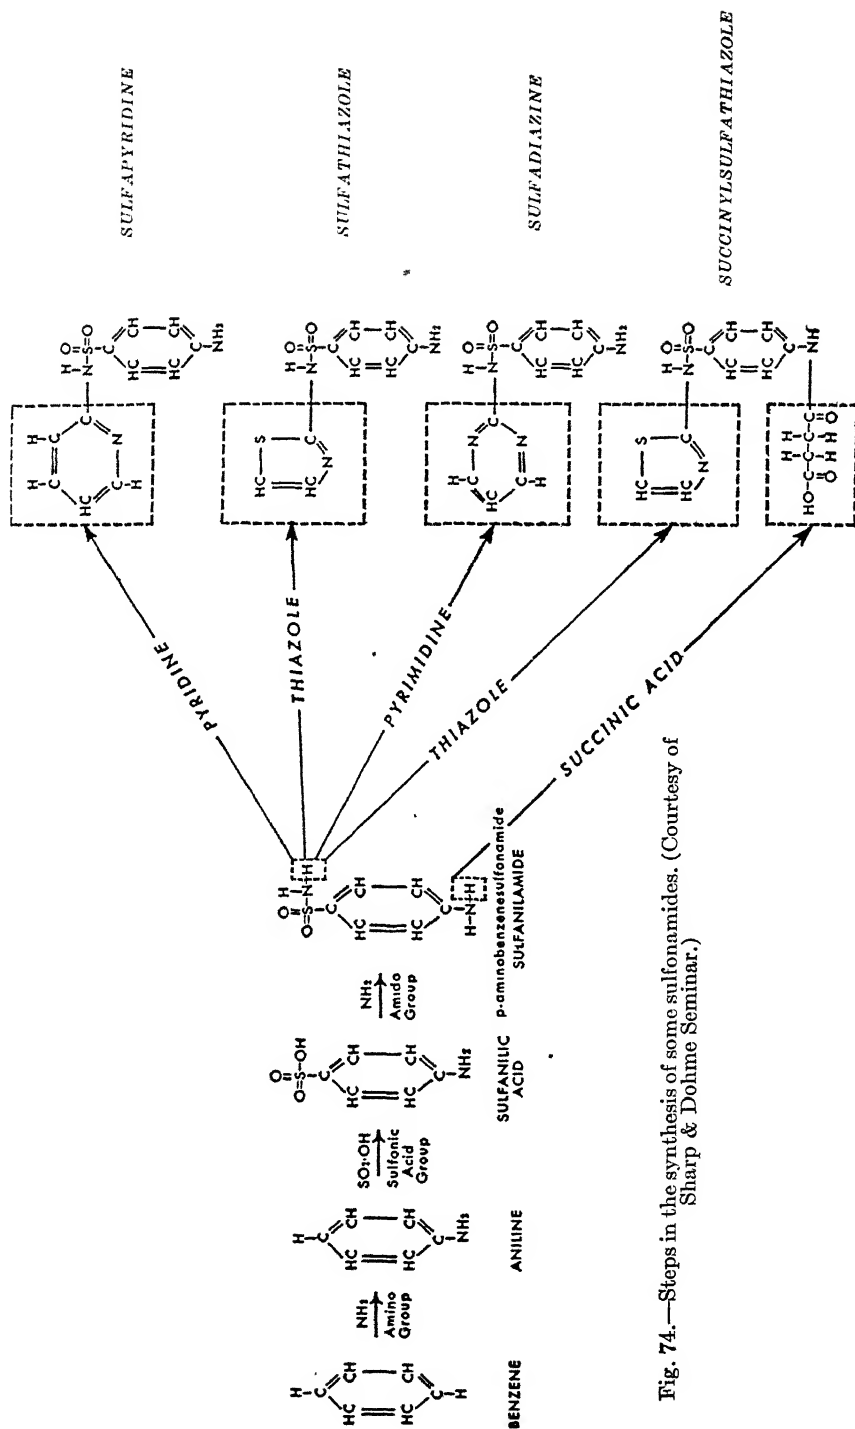 BENZENE
NH₂
Amino
Group
ANILINE
SO₂·OH
Sulfonic
Acid
Group
SULFANILIC
ACID
NH₂
Amido
Group
p-aminobenzenesulfonamide
SULFANILAMIDE
PYRIDINE
THIAZOLE
PYRIMIDINE
THIAZOLE
SUCCINIC ACID
SULFAPYRIDINE
SULFATHIAZOLE
SULFADIAZINE
SUCCINYLSULFATHIAZOLE
Fig. 74.—Steps in the synthesis of some sulfonamides. (Courtesy of
Sharp & Dohme Seminar.)